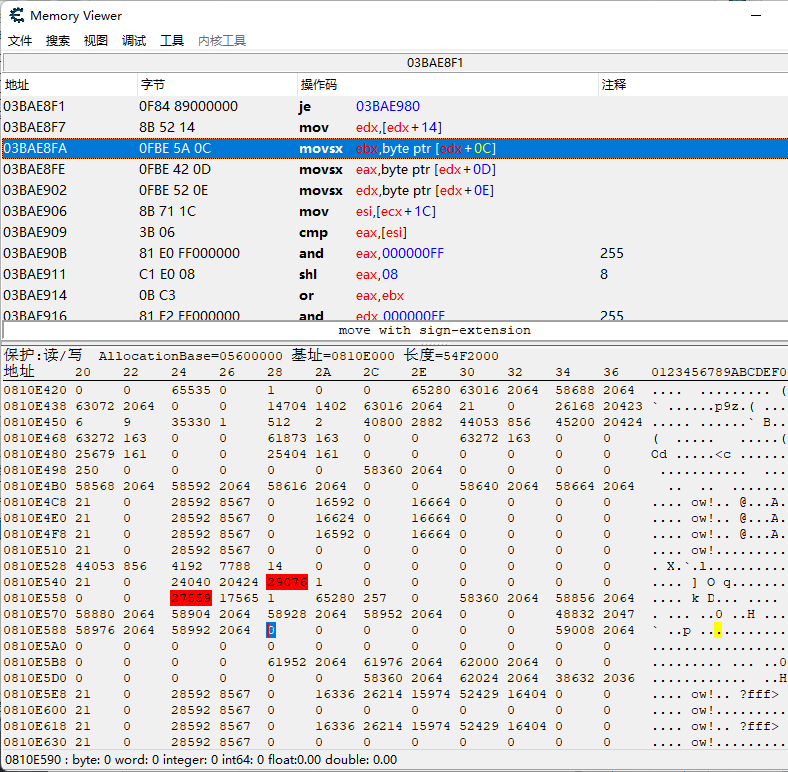 Memory Viewer
文件 搜索 视图 调试 工具 内核工具
03BAE8F1
地址 字节 操作码 注释
03BAE8F1 0F84 89000000 je 03BAE980
03BAE8F7 8B 52 14 mov edx,[edx+14]
03BAE8FA 0FBE 5A 0C movsx ebx,byte ptr [edx+0C]
03BAE8FE 0FBE 42 0D movsx eax,byte ptr [edx+0D]
03BAE902 0FBE 52 0E movsx edx,byte ptr [edx+0E]
03BAE906 8B 71 1C mov esi,[ecx+1C]
03BAE909 3B 06 cmp eax,[esi]
03BAE90B 81 E0 FF000000 and eax,000000FF 255
03BAE911 C1 E0 08 shl eax,08 8
03BAE914 0B C3 or eax,ebx
03BAE916 81 E2 FF000000 and edx,000000FF 255
move with sign-extension
保护:读/写 AllocationBase=05600000 基址=0810E000 长度=54F2000
地址 20 22 24 26 28 2A 2C 2E 30 32 34 36 0123456789ABCDEF0
0810E420 0 0 65535 0 1 0 0 65280 63016 2064 58688 2064 .... ......... (
0810E438 63072 2064 0 0 14704 1402 63016 2064 21 0 26168 20423 ` ......p9z.( ...
0810E450 6 9 35330 1 512 2 40800 2882 44053 856 45200 20424 ...... ......` B..
0810E468 63272 163 0 0 61873 163 0 0 63272 163 0 0 ( ..... .....(
0810E480 25679 161 0 0 25404 161 0 0 0 0 0 0 Od .....<c ......
0810E498 250 0 0 0 0 0 58360 2064 0 0 0 0 ........... ...
0810E4B0 58568 2064 58592 2064 58616 2064 0 0 58640 2064 58664 2064 .. .. ......
0810E4C8 21 0 28592 8567 0 16592 0 16664 0 0 0 0 .... ow!.. @...A.
0810E4E0 21 0 28592 8567 0 16624 0 16664 0 0 0 0 .... ow!.. @...A.
0810E4F8 21 0 28592 8567 0 16592 0 16664 0 0 0 0 .... ow!.. @...A.
0810E510 21 0 28592 8567 0 0 0 0 0 0 0 0 .... ow!.........
0810E528 44053 856 4192 7788 14 0 0 0 0 0 0 0 . X.`.l..........
0810E540 21 0 24040 20424 29076 1 0 0 0 0 0 0 .... ] O q.......
0810E558 0 0 27559 17565 1 65280 257 0 58360 2064 58856 2064 .... k D... ....
0810E570 58880 2064 58904 2064 58928 2064 58952 2064 0 0 48832 2047 . .... ..0 ..H ...
0810E588 58976 2064 58992 2064 0 0 0 0 0 0 59008 2064 ` ..p ...........
0810E5A0 0 0 0 0 0 0 0 0 0 0 0 0 .................
0810E5B8 0 0 0 0 61952 2064 61976 2064 62000 2064 0 0 ......... ... ..0
0810E5D0 0 0 0 0 0 0 58360 2064 62024 2064 38632 2036 ............ ..H
0810E5E8 21 0 28592 8567 0 16336 26214 15974 52429 16404 0 0 .... ow!.. ?fff>
0810E600 21 0 28592 8567 0 0 0 0 0 0 0 0 .... ow!.........
0810E618 21 0 28592 8567 0 16336 26214 15974 52429 16404 0 0 .... ow!.. ?fff>
0810E630 21 0 28592 8567 0 0 0 0 0 0 0 0 .... ow!.........
0810E590 : byte: 0 word: 0 integer: 0 int64: 0 float:0.00 double: 0.00